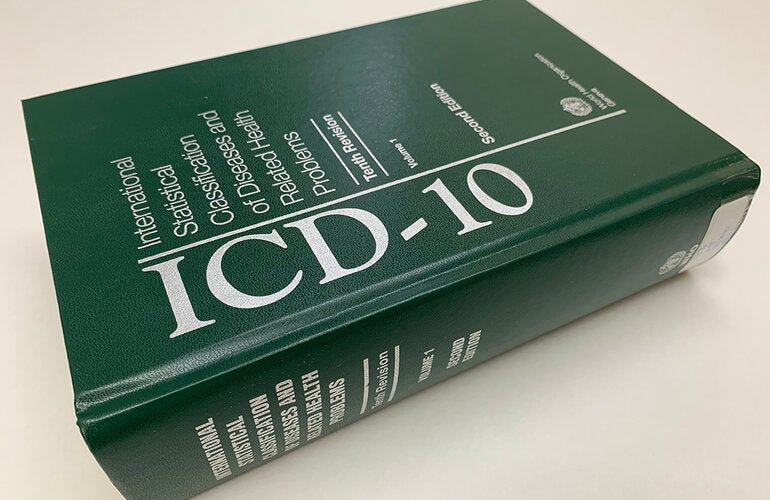 International
Statistical
Classification
of Diseases and
Related Health
Problems
Tenth Revision
Volume 1
Second Edition
World Health Organization
Geneva
ICD-10
INTERNATIONAL
STATISTICAL
CLASSIFICATION
OF DISEASES AND
RELATED HEALTH
PROBLEMS
Tenth Revision
VOLUME 1
SECOND
EDITION